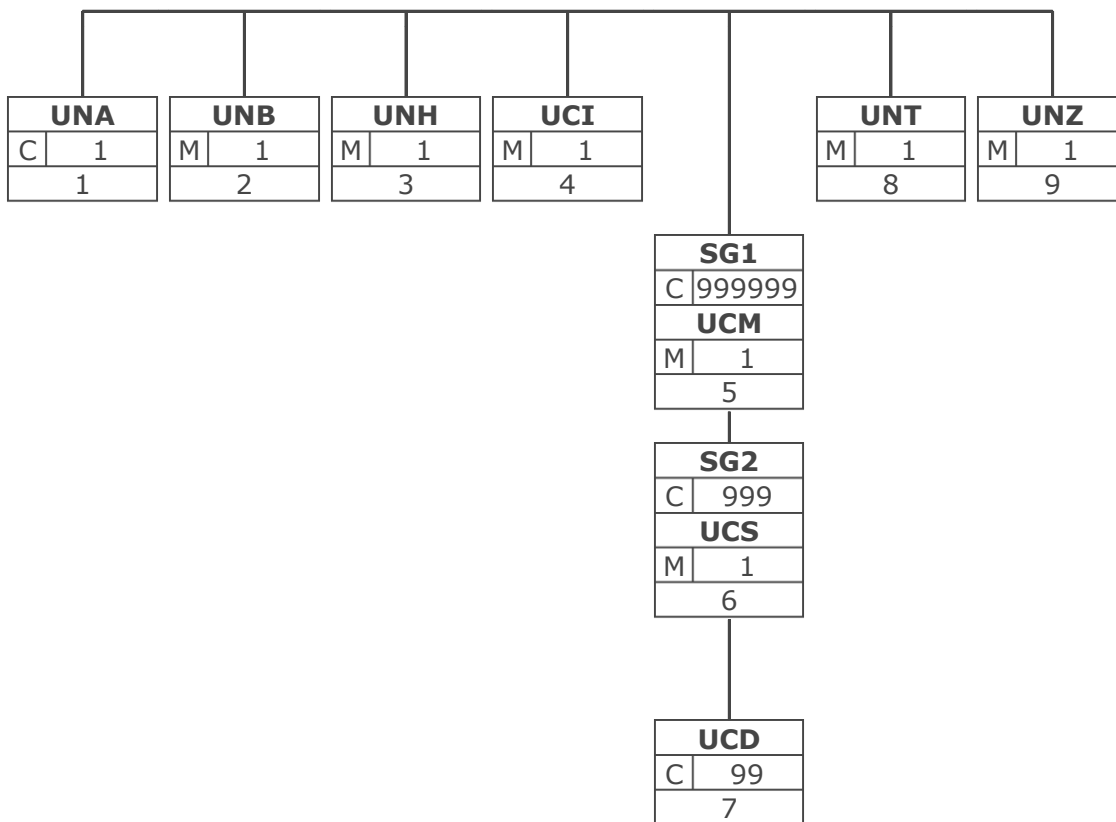 UNA UNB UNH UCI UNT UNZ
C 1 M 1 M 1 M 1 M 1 M 1
1 2 3 4 8 9
SG1
C 999999
UCM
M 1
5
SG2
C 999
UCS
M 1
6
UCD
C 99
7